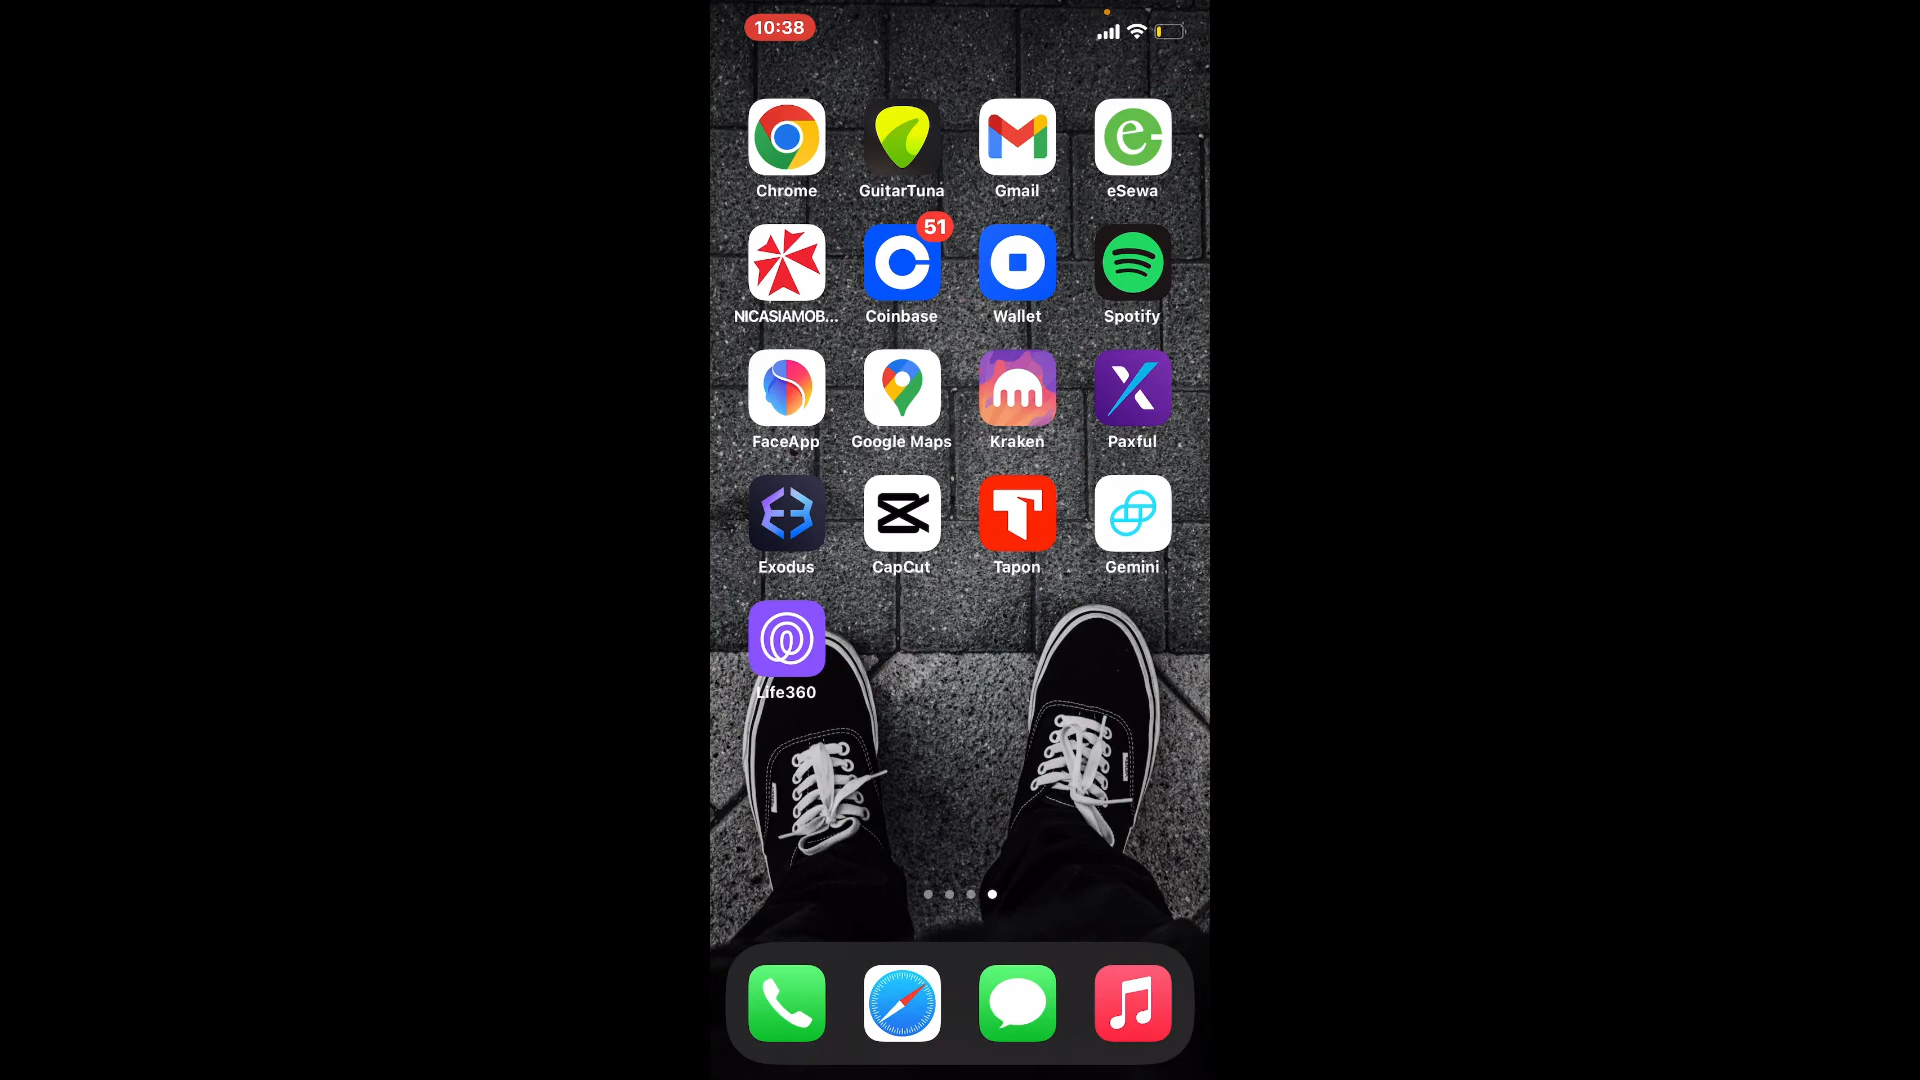 10:38
Chrome
GuitarTuna
Gmail
eSewa
51
NICASIAMOB...
Coinbase
Wallet
Spotify
FaceApp
Google Maps
Kraken
Paxful
Exodus
CapCut
Tapon
Gemini
Life360